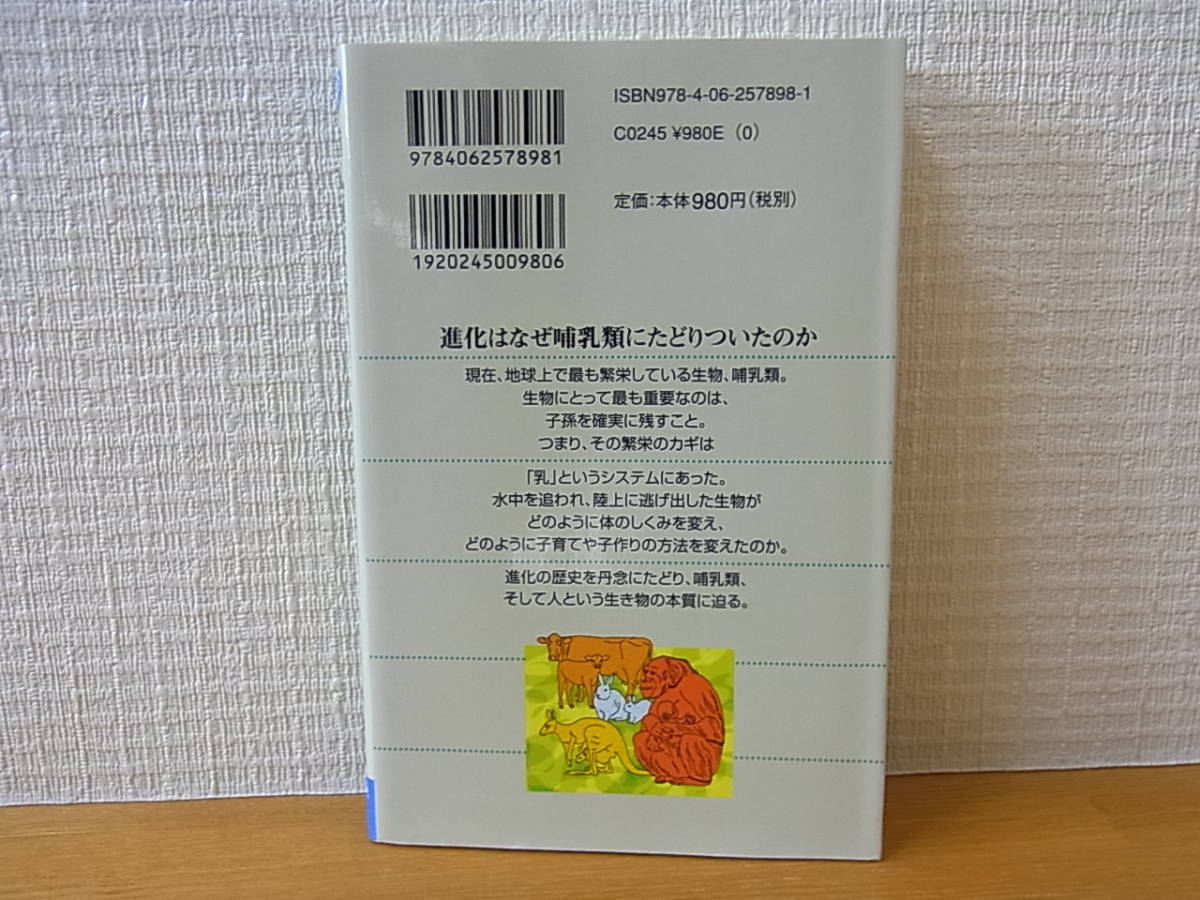 ISBN978-4-06-257898-1
9784062578981
C0245 ¥980E (0)
定価:本体980円(税別)
1920245009806
進化はなぜ哺乳類にたどりついたのか
現在、地球上で最も繁栄している生物、哺乳類。
生物にとって最も重要なのは、
子孫を確実に残すこと。
つまり、その繁栄のカギは
「乳」というシステムにあった。
水中を追われ、陸上に逃げ出した生物が
どのように体のしくみを変え、
どのように子育てや子作りの方法を変えたのか。
進化の歴史を丹念にたどり、哺乳類、
そして人という生き物の本質に迫る。